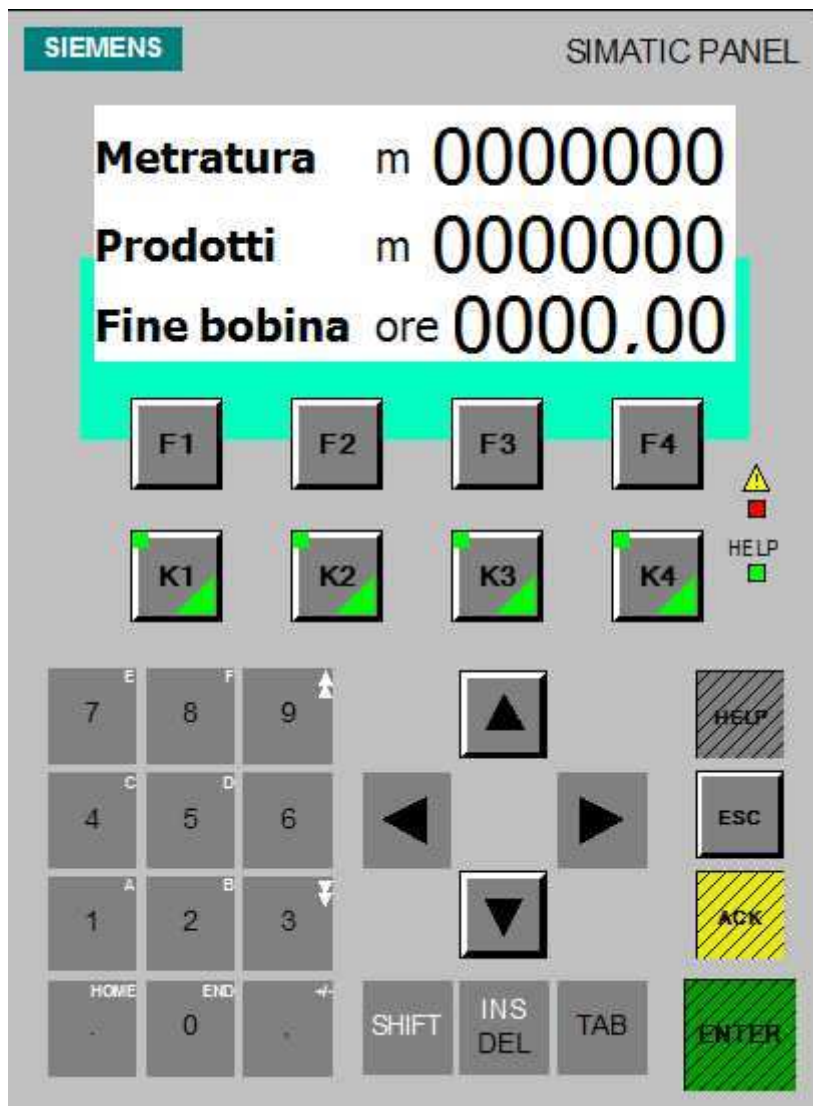 SIEMENS SIMATIC PANEL
Metratura m 0000000
Prodotti m 0000000
Fine bobina ore 0000,00
F1 F2 F3 F4
K1 K2 K3 K4
HELP
E F
7 8 9
HELP
C D
4 5 6
ESC
A B
1 2 3
ACK
HOME END +/-
. 0 .
SHIFT INS DEL TAB
ENTER